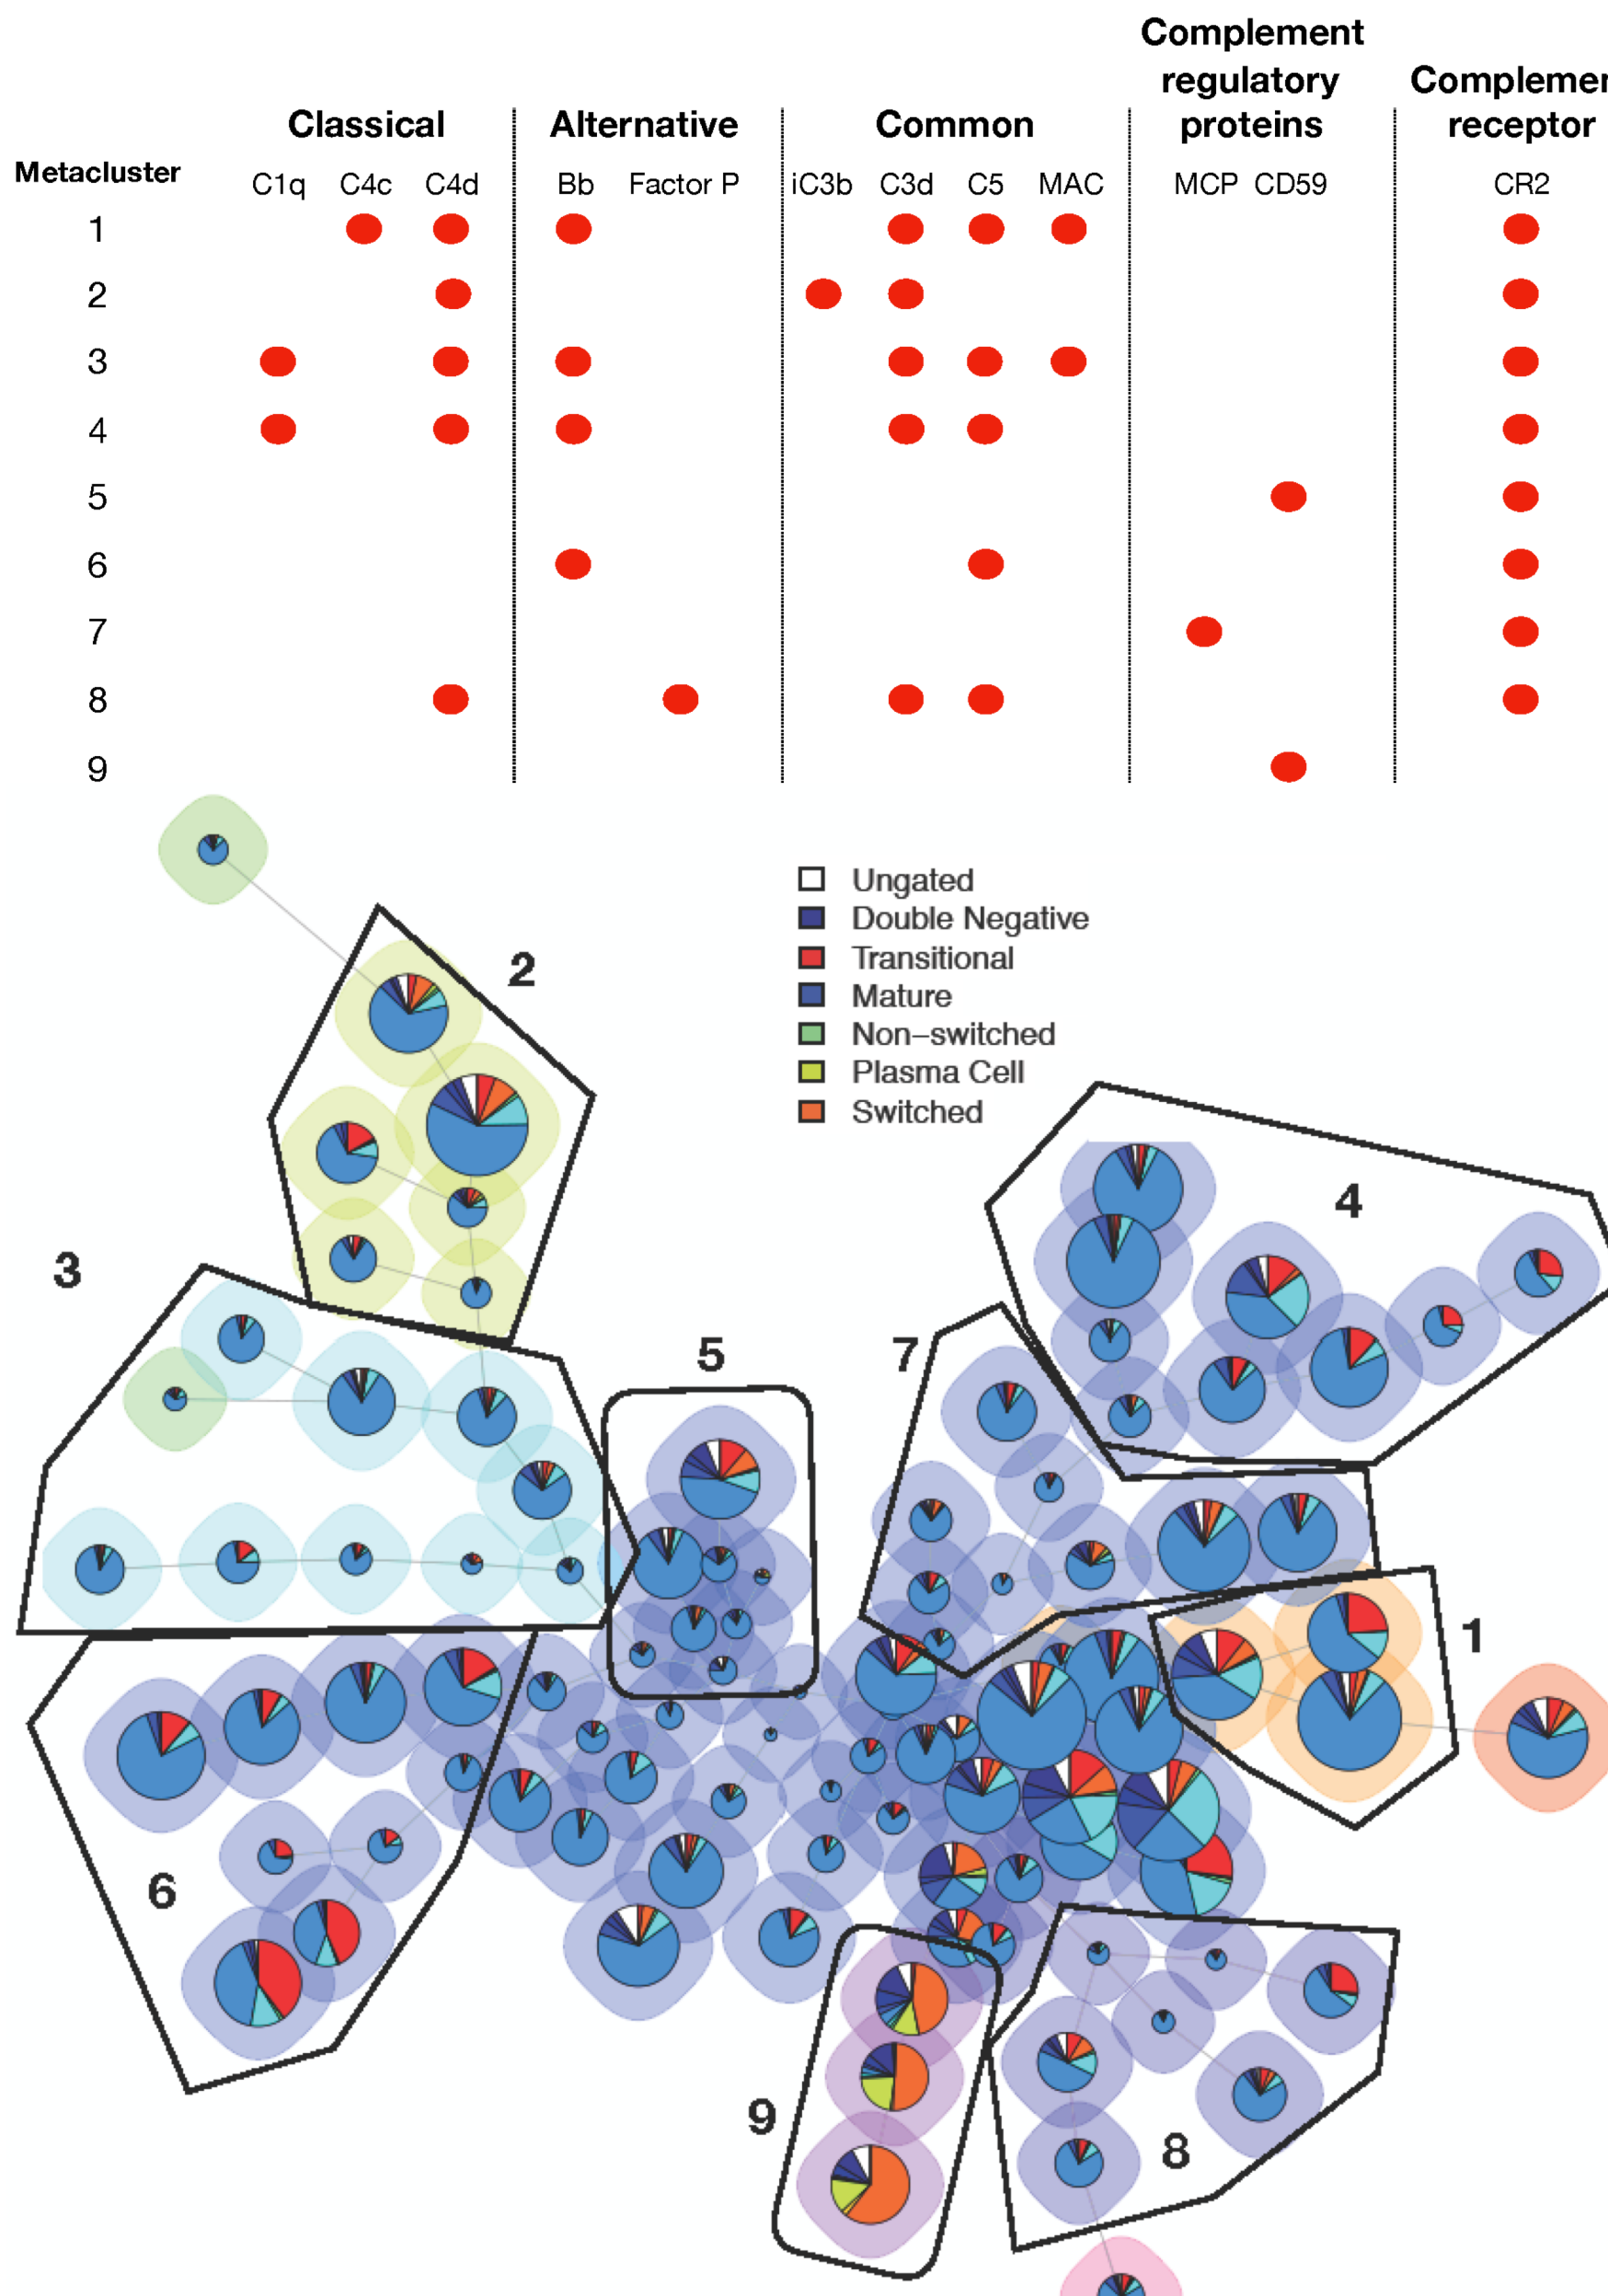 Complement
regulatory
proteins
Complemen
receptor
Classical
Alternative
Common
Metacluster
C1q C4c C4d Bb Factor P iC3b C3d C5 MAC MCP CD59 CR2
1
2
3
4
5
6
7
8
9
Ungated
Double Negative
Transitional
Mature
Non-switched
Plasma Cell
Switched
2
4
3
5
7
1
6
9
8